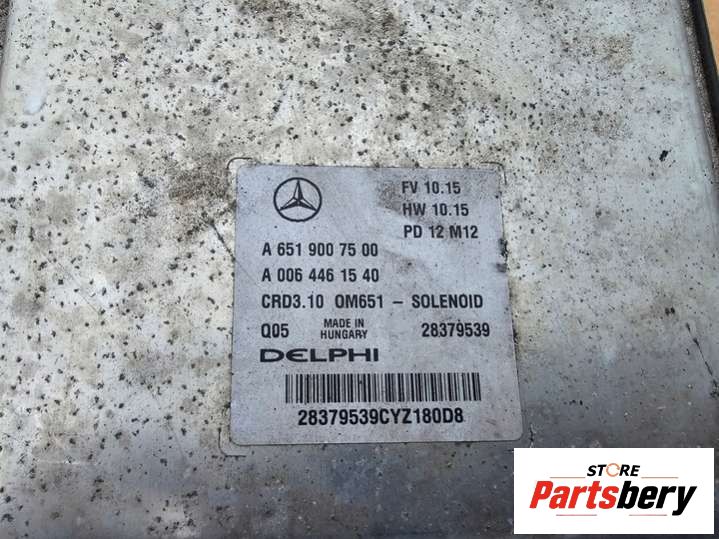 FV 10.15
HW 10.15
PD 12 M12
A 651 900 75 00
A 006 446 15 40
CRD3.10 OM651 - SOLENOID
Q05 MADE IN HUNGARY 28379539
DELPHI
28379539CYZ180D8
STORE
Partsbery